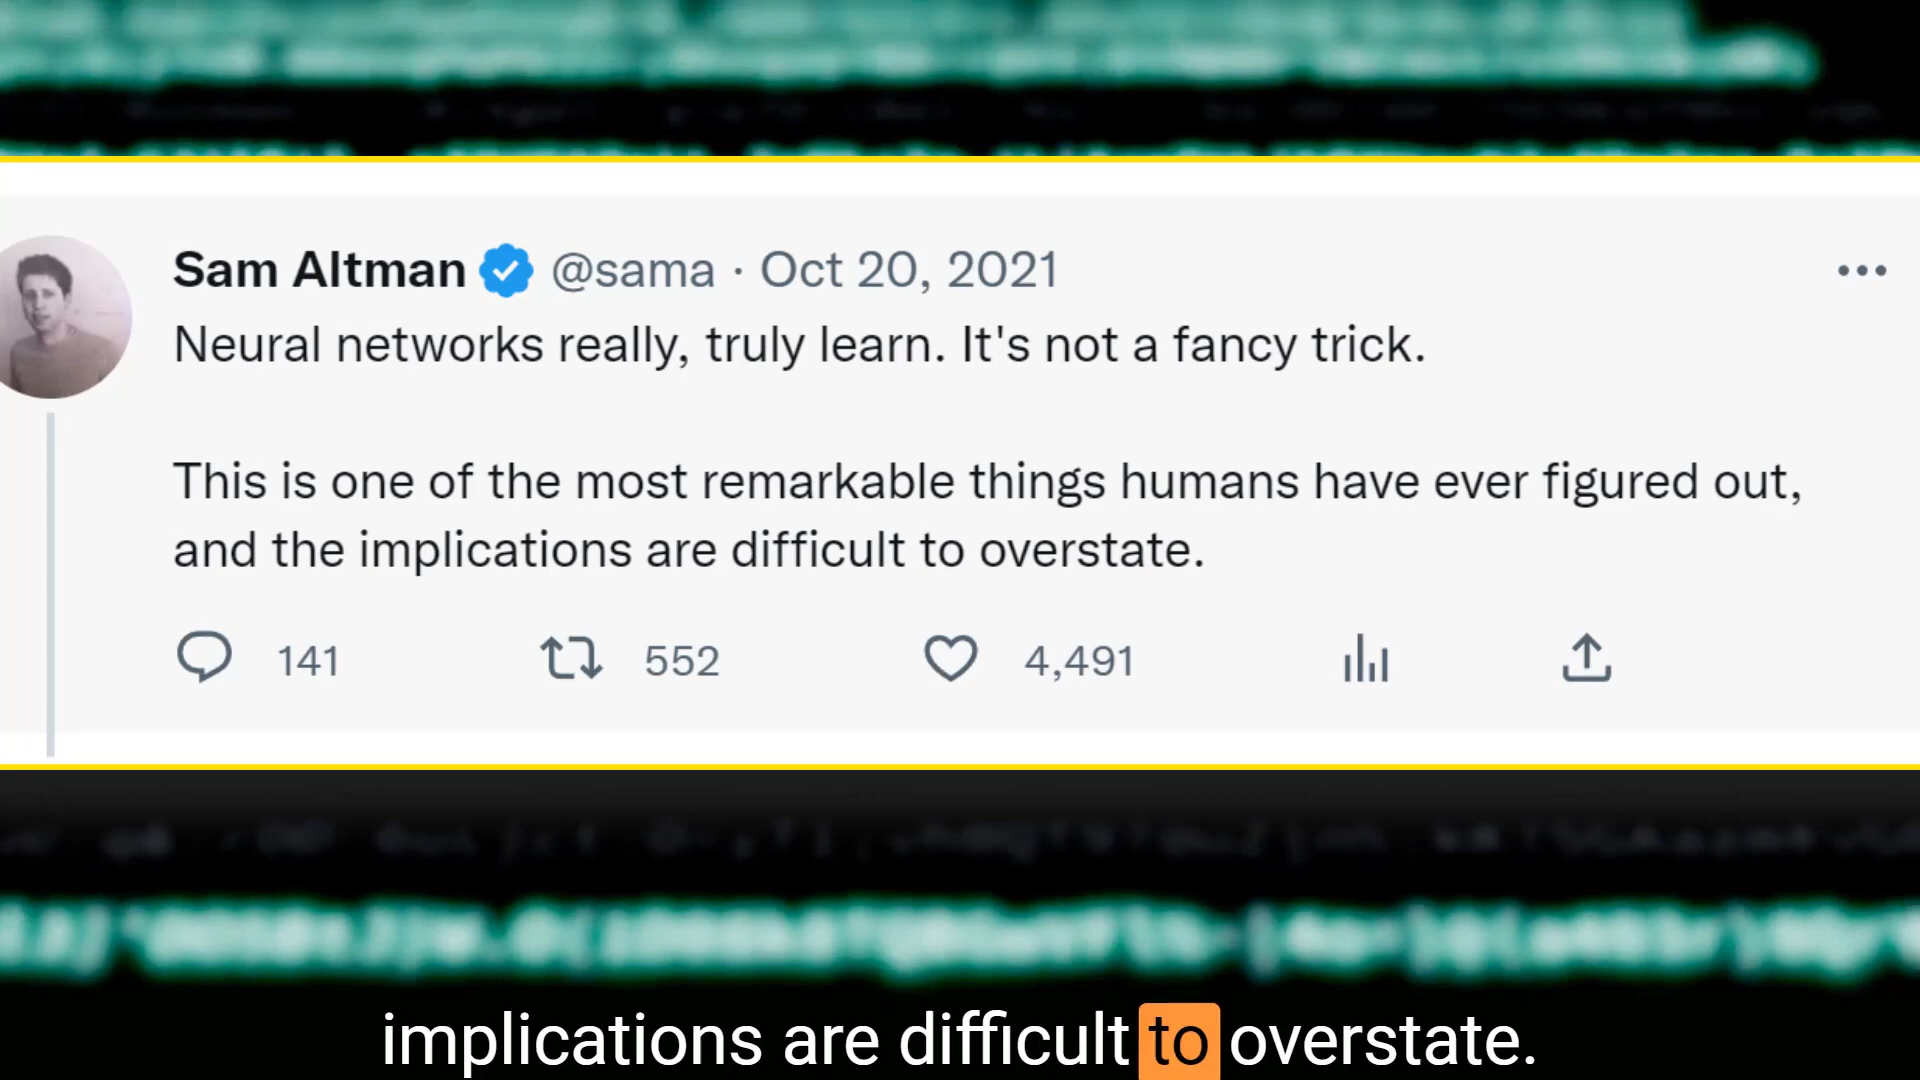 Sam Altman @sama · Oct 20, 2021
Neural networks really, truly learn. It's not a fancy trick.
This is one of the most remarkable things humans have ever figured out,
and the implications are difficult to overstate.
141 552 4,491
implications are difficult to overstate.